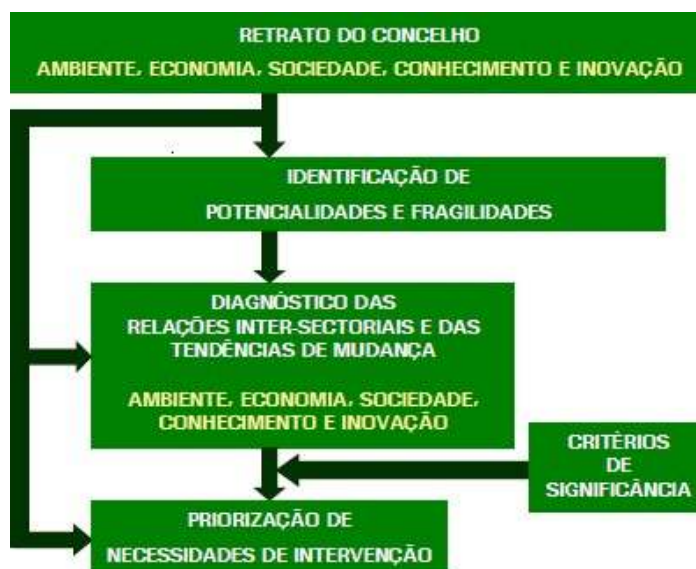 RETRATO DO CONCELHO
AMBIENTE, ECONOMIA, SOCIEDADE, CONHECIMENTO E INOVAÇÃO
IDENTIFICAÇÃO DE
POTENCIALIDADES E FRAGILIDADES
DIAGNÓSTICO DAS
RELAÇÕES INTER-SECTORIAIS E DAS
TENDÊNCIAS DE MUDANÇA
AMBIENTE, ECONOMIA, SOCIEDADE,
CONHECIMENTO E INOVAÇÃO
CRITÈRIOS
DE
SIGNIFICÂNCIA
PRIORIZAÇÃO DE
NECESSIDADES DE INTERVENÇÃO